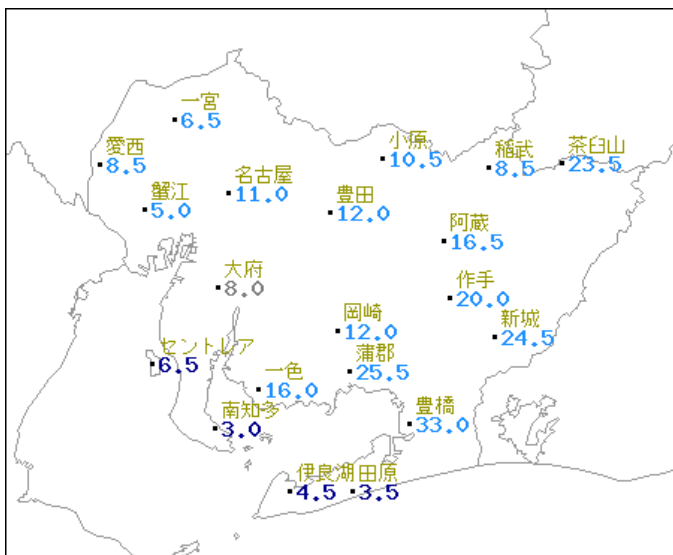 一宮
6.5
小原
10.5
愛西
8.5
稲武
8.5
茶臼山
23.5
蟹江
5.0
名古屋
11.0
豊田
12.0
阿蔵
16.5
大府
8.0
作手
20.0
岡崎
12.0
新城
24.5
セントレア
6.5
蒲郡
25.5
一色
16.0
南知多
3.0
豊橋
33.0
伊良湖
4.5
田原
3.5